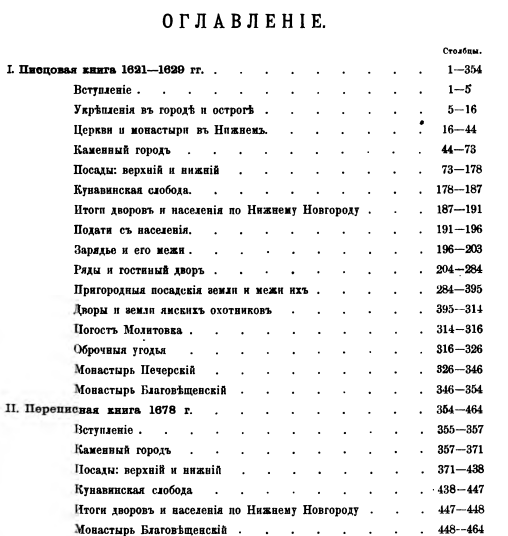 ОГЛАВЛЕНІЕ.
Столбцы.
I. Писцовая книга 1621—1629 гг. . . . . . . . . . 1—354
Вступленіе . . . . . . . . . . . . 1—5
Укрѣпленія въ городѣ и острогѣ . . . . . . . 5—16
Церкви и монастыри въ Нижнемъ. . . . . . . 16—44
Каменный городъ . . . . . . . . . . 44—73
Посады: верхній и нижній . . . . . . . . 73—178
Кунавинская слобода. . . . . . . . . . 178—187
Итоги дворовъ и населенія по Нижнему Новгороду . . . 187—191
Подати съ населенія. . . . . . . . . . 191—196
Зарядье и его межи . . . . . . . . . . 196—203
Ряды и гостиный дворъ . . . . . . . . . 204—284
Пригородныя посадскія земли и межи ихъ . . . . . 284—395
Дворы и земли ямскихъ охотниковъ . . . . . . 395—314
Погостъ Молитовка . . . . . . . . . . 314—316
Оброчныя угодья . . . . . . . . . . 316—326
Монастырь Печерскій . . . . . . . . . 326—346
Монастырь Благовѣщенскій . . . . . . . . 346—354
II. Переписная книга 1678 г. . . . . . . . . . . 354—464
Вступленіе . . . . . . . . . . . . 355—357
Каменный городъ . . . . . . . . . . 357—371
Посады: верхній и нижній . . . . . . . . 371—438
Кунавинская слобода . . . . . . . . . 438—447
Итоги дворовъ и населенія по Нижнему Новгороду . . . 447—448
Монастырь Благовѣщенскій . . . . . . . . 448—464